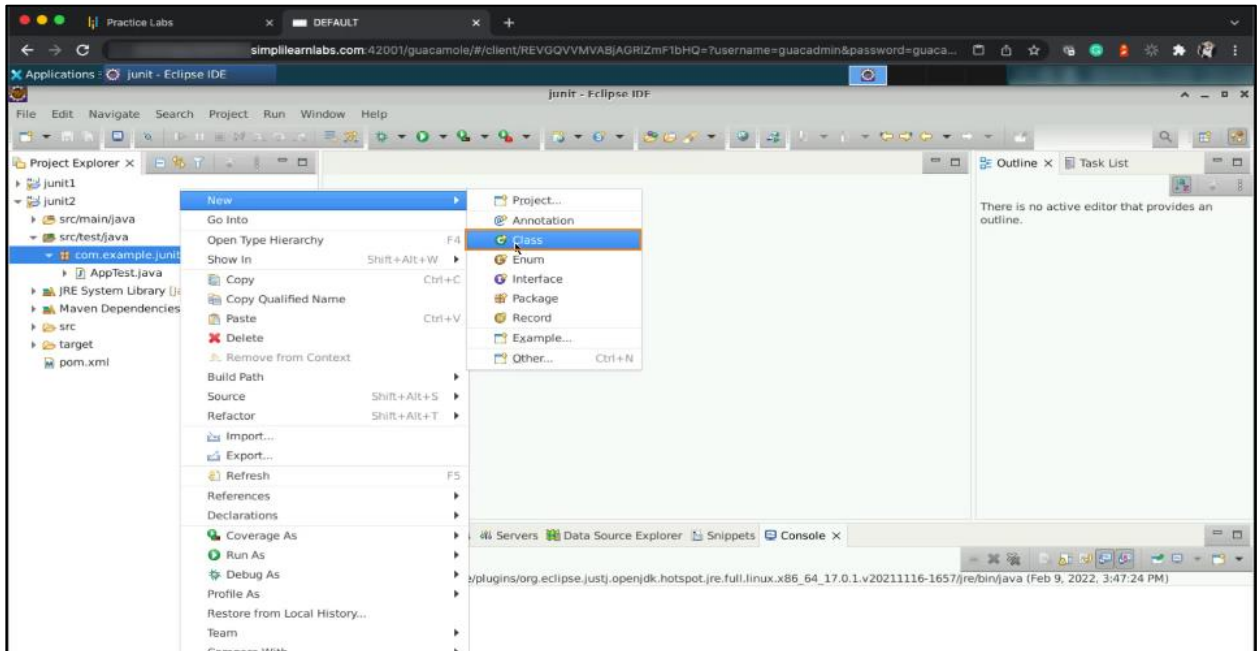 Practice Labs
DEFAULT
simplilearnlabs.com:42001/guacamole/#/client/REVGQVVMVABjAGRIZmF1bHQ=?username=guacadmin&password=guaca...
Applications
junit - Eclipse IDE
junit - Eclipse IDE
File Edit Navigate Search Project Run Window Help
Project Explorer
Outline
Task List
junit1
junit2
src/main/java
src/test/java
com.example.junit
AppTest.java
JRE System Library
Maven Dependencies
src
target
pom.xml
New
Go Into
Open Type Hierarchy F4
Show In Shift+Alt+W
Copy Ctrl+C
Copy Qualified Name
Paste Ctrl+V
Delete
Remove from Context
Build Path
Source Shift+Alt+S
Refactor Shift+Alt+T
Import...
Export...
Refresh F5
References
Declarations
Coverage As
Run As
Debug As
Profile As
Restore from Local History...
Team
Compare With
Project...
Annotation
Class
Enum
Interface
Package
Record
Example...
Other... Ctrl+N
There is no active editor that provides an
outline.
Servers Data Source Explorer Snippets Console
/plugins/org.eclipse.justj.openjdk.hotspot.jre.full.linux.x86_64_17.0.1.v20211116-1657/jre/bin/java (Feb 9, 2022, 3:47:24 PM)